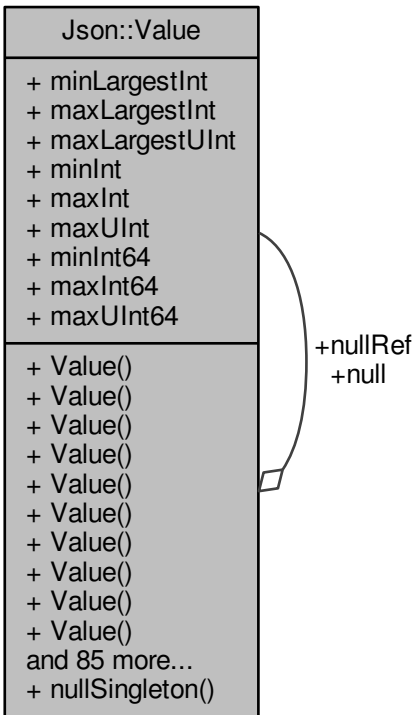 Json::Value
+ minLargestInt
+ maxLargestInt
+ maxLargestUInt
+ minInt
+ maxInt
+ maxUInt
+ minInt64
+ maxInt64
+ maxUInt64
+ Value()
+ Value()
+ Value()
+ Value()
+ Value()
+ Value()
+ Value()
+ Value()
+ Value()
+ Value()
and 85 more...
+ nullSingleton()
+nullRef
+null